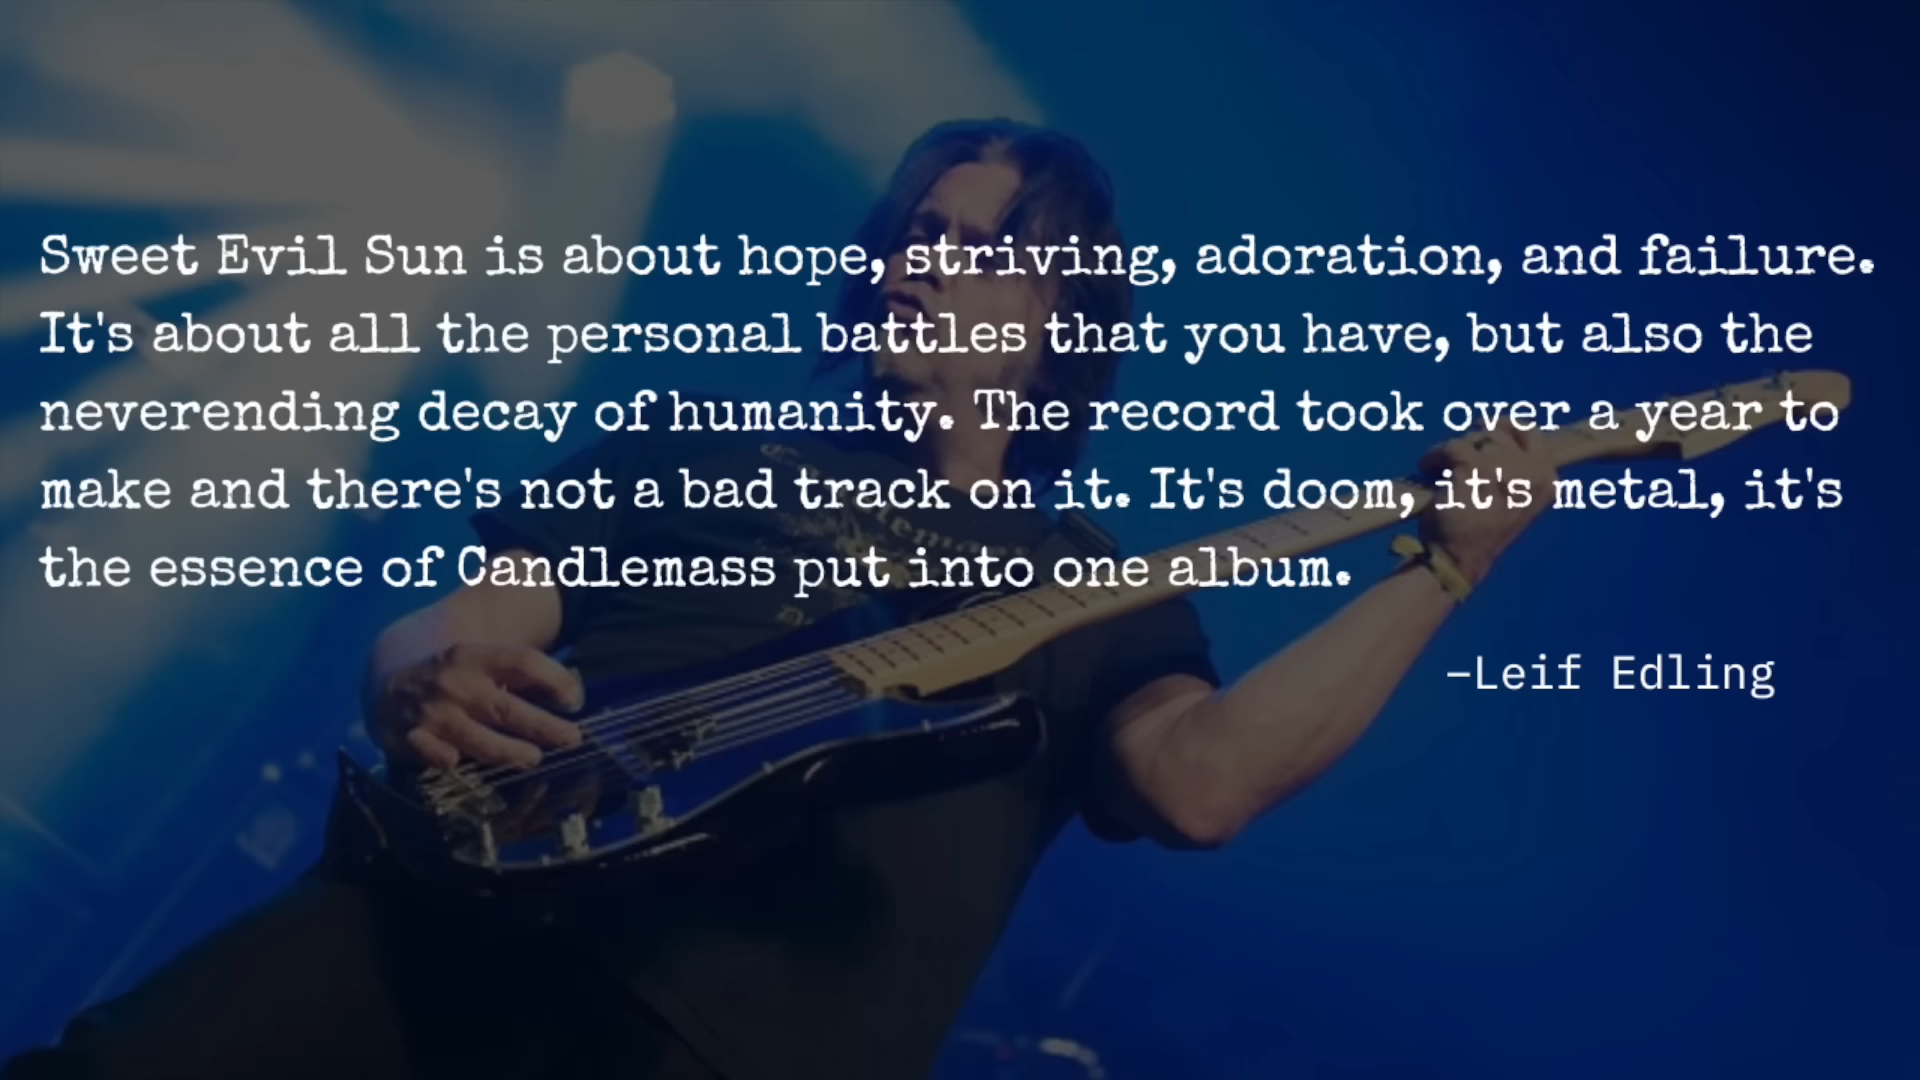 Sweet Evil Sun is about hope, striving, adoration, and failure.
It's about all the personal battles that you have, but also the
neverending decay of humanity. The record took over a year to
make and there's not a bad track on it. It's doom, it's metal, it's
the essence of Candlemass put into one album.
–Leif Edling